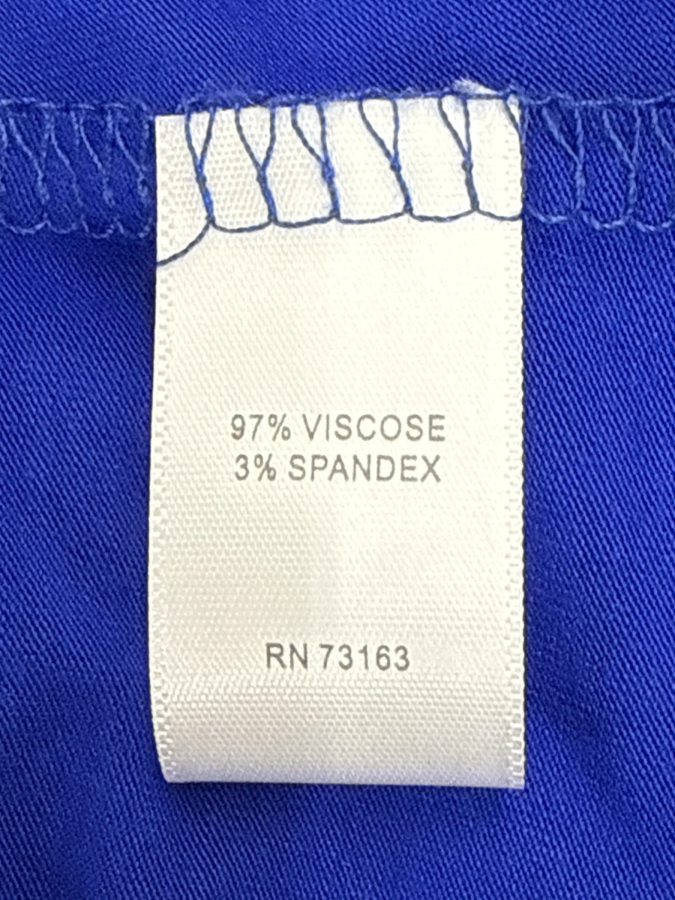 97% VISCOSE
3% SPANDEX
RN 73163